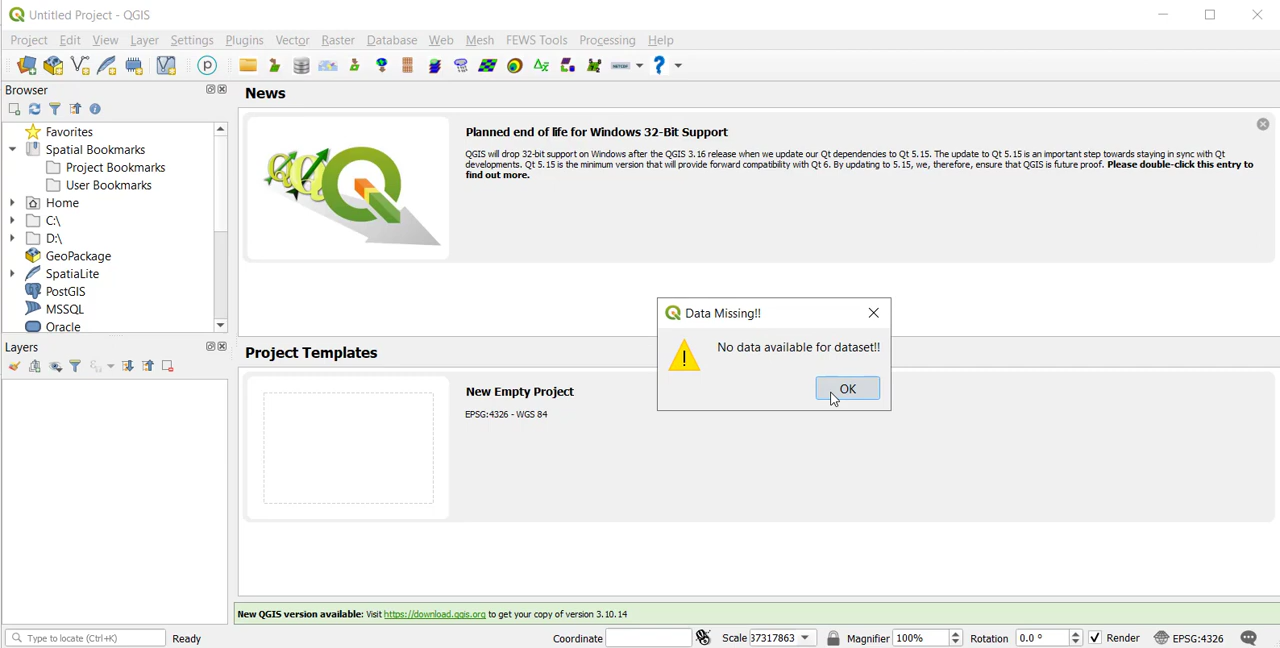 Untitled Project - QGIS
Project Edit View Layer Settings Plugins Vector Raster Database Web Mesh FEWS Tools Processing Help
Browser
Favorites
Spatial Bookmarks
Project Bookmarks
User Bookmarks
Home
C:\
D:\
GeoPackage
SpatiaLite
PostGIS
MSSQL
Oracle
Layers
News
Planned end of life for Windows 32-Bit Support
QGIS will drop 32-bit support on Windows after the QGIS 3.16 release when we update our Qt dependencies to Qt 5.15. The update to Qt 5.15 is an important step towards staying in sync with Qt
developments. Qt 5.15 is the minimum version that will provide forward compatibility with Qt 6. By updating to 5.15, we, therefore, ensure that QGIS is future proof. Please double-click this entry to
find out more.
Data Missing!!
No data available for dataset!!
OK
Project Templates
New Empty Project
EPSG:4326 - WGS 84
New QGIS version available: Visit https://download.qgis.org to get your copy of version 3.10.14
Type to locate (Ctrl+K) Ready Coordinate Scale 37317863 Magnifier 100% Rotation 0.0 ° Render EPSG:4326